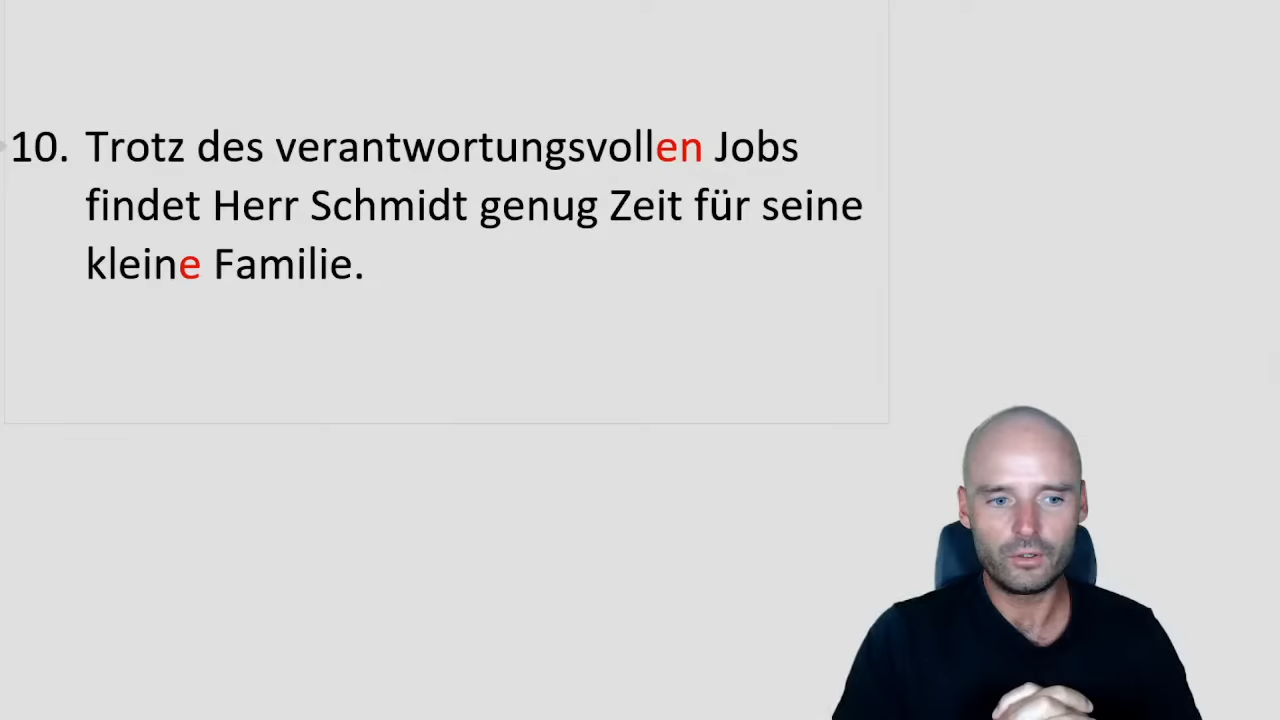 10. Trotz des verantwortungsvollen Jobs
findet Herr Schmidt genug Zeit für seine
kleine Familie.